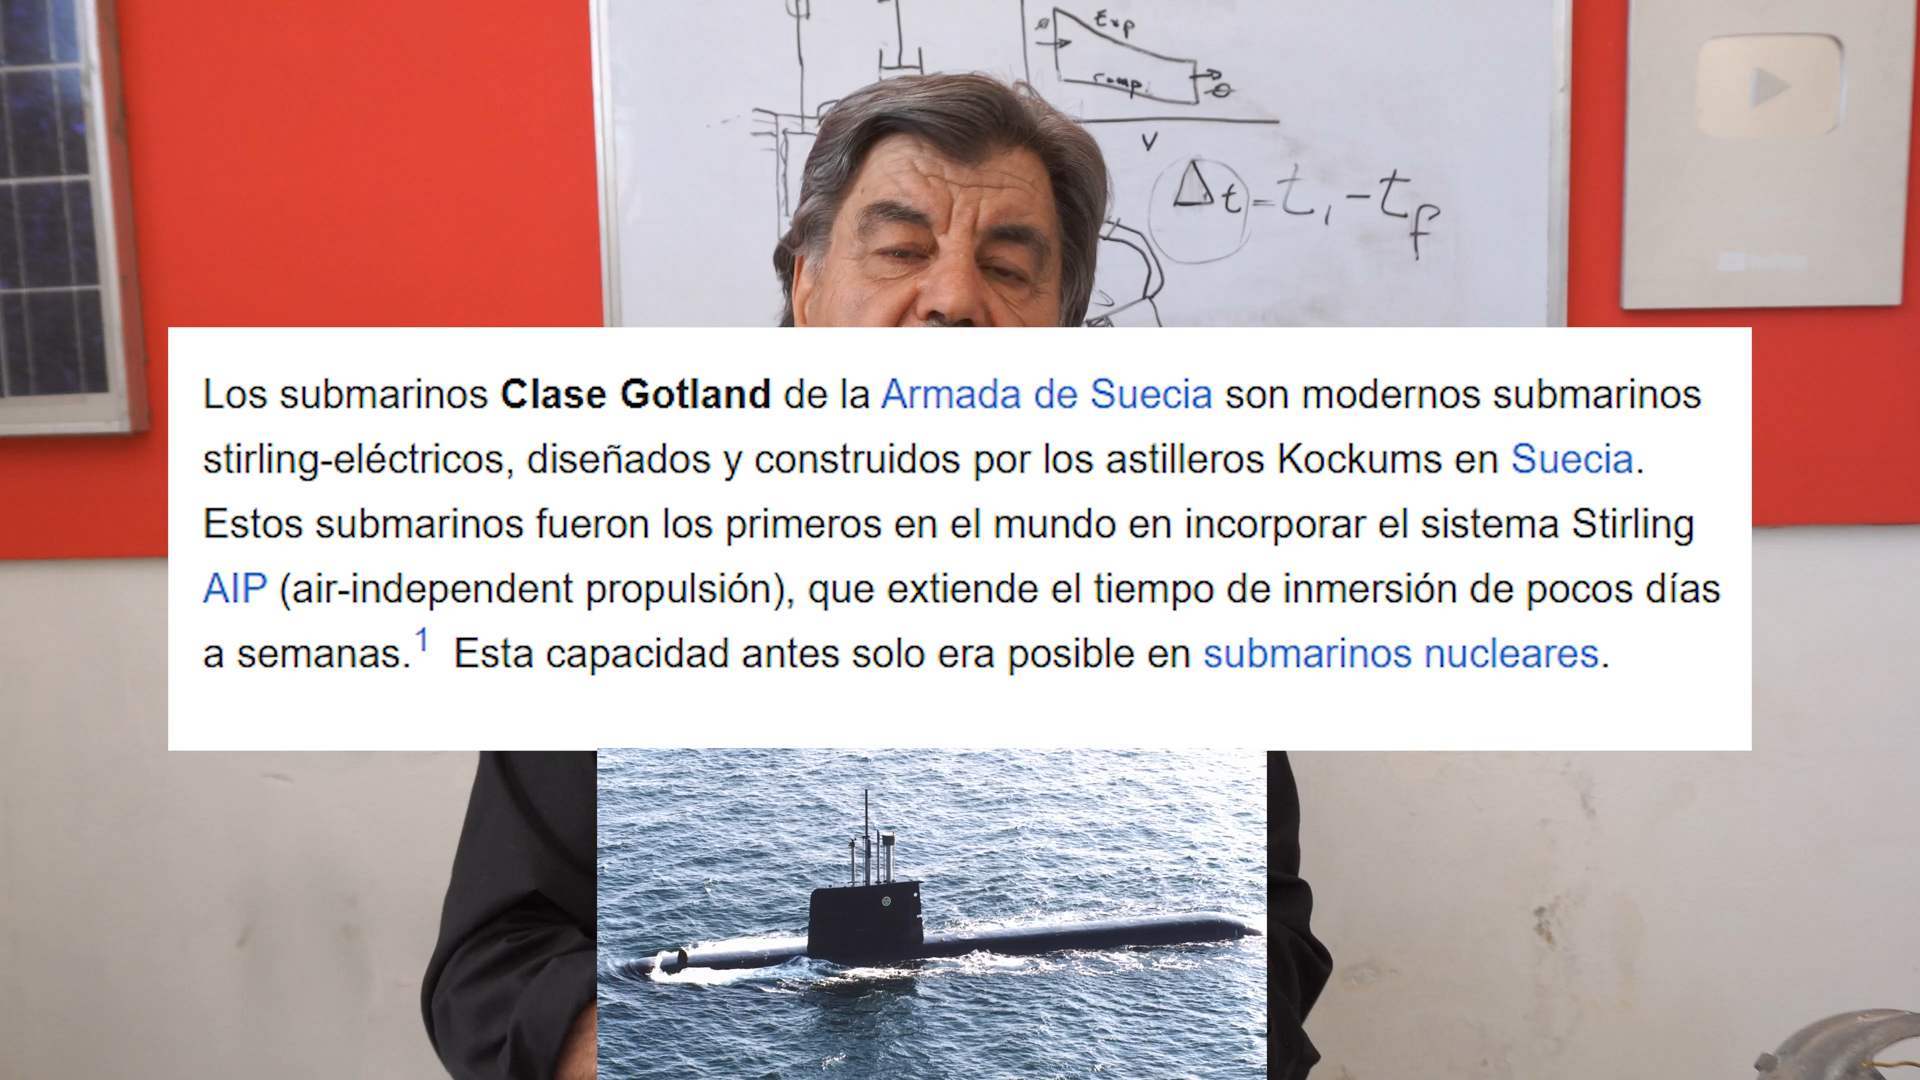 Exp
comp.
V
Δt = t, - tf
Los submarinos Clase Gotland de la Armada de Suecia son modernos submarinos
stirling-eléctricos, diseñados y construidos por los astilleros Kockums en Suecia.
Estos submarinos fueron los primeros en el mundo en incorporar el sistema Stirling
AIP (air-independent propulsión), que extiende el tiempo de inmersión de pocos días
a semanas.1 Esta capacidad antes solo era posible en submarinos nucleares.